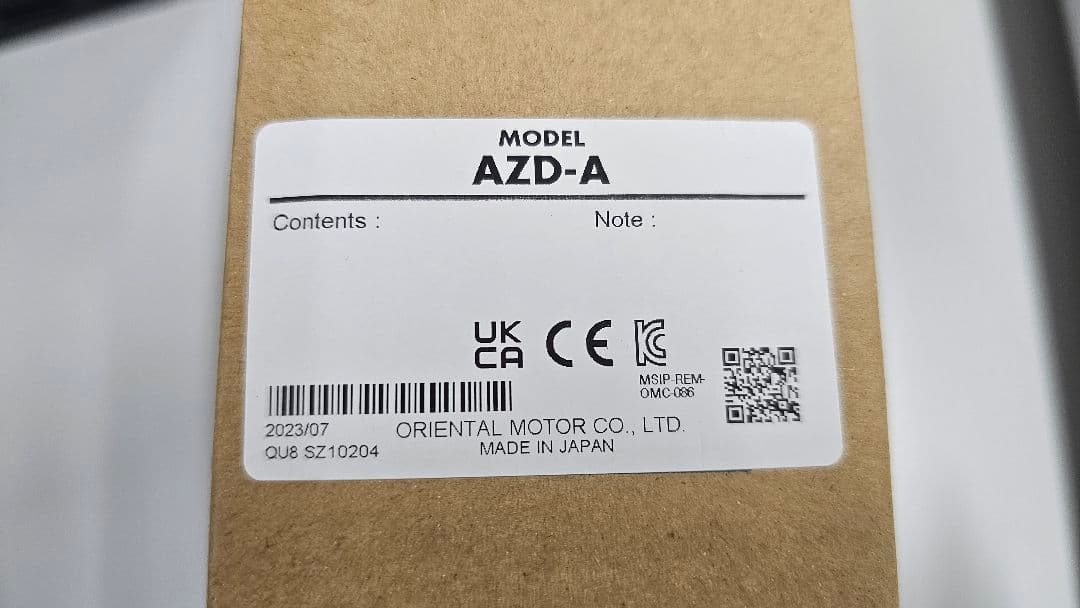 MODEL
AZD-A
Contents :
Note :
UK
CA
CE
MSIP-REM-
OMC-086
2023/07
QU8 SZ10204
ORIENTAL MOTOR CO., LTD.
MADE IN JAPAN